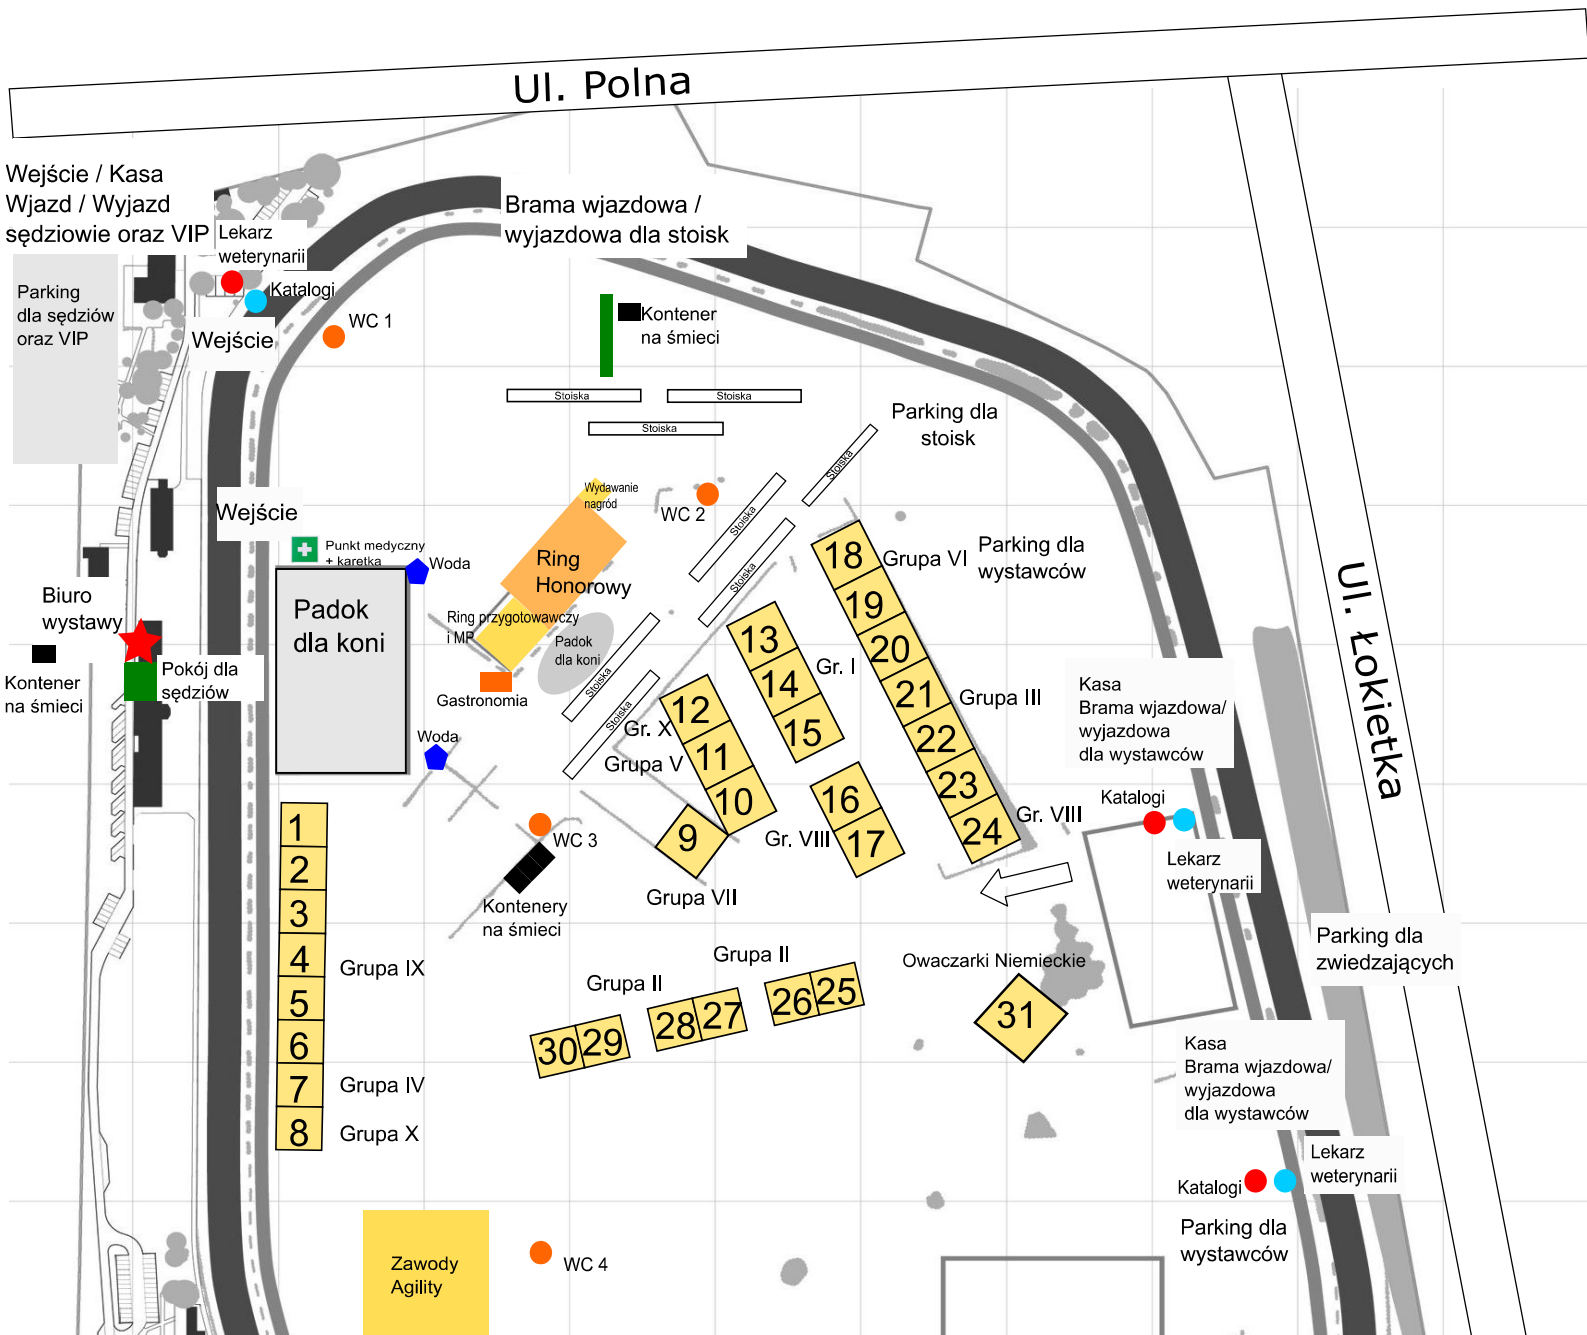 Ul. Polna
Wejście / Kasa
Wjazd / Wyjazd
sędziowie oraz VIP
Lekarz
weterynarii
Katalogi
Parking
dla sędziów
oraz VIP
Wejście
WC 1
Brama wjazdowa /
wyjazdowa dla stoisk
Kontener
na śmieci
Stoiska
Stoiska
Stoiska
Parking dla
stoisk
Stoiska
Stoiska
Stoiska
Wydawanie
nagród
WC 2
Wejście
Punkt medyczny
+ karetka
Woda
Ring
Honorowy
Ring przygotowawczy
i MP
Padok
dla koni
Padok
dla koni
Stoiska
Stoiska
Gastronomia
Woda
Biuro
wystawy
Kontener
na śmieci
Pokój dla
sędziów
18
Grupa VI
19
20
21
Grupa III
22
23
24
Gr. VIII
Parking dla
wystawców
13
14
Gr. I
15
12
Gr. X
11
Grupa V
10
9
Grupa VII
16
Gr. VIII
17
Ul. Łokietka
Kasa
Brama wjazdowa/
wyjazdowa
dla wystawców
Katalogi
Lekarz
weterynarii
WC 3
Kontenery
na śmieci
1
2
3
4
Grupa IX
5
6
7
Grupa IV
8
Grupa X
Grupa II
30
29
28
27
Grupa II
26
25
Owaczarki Niemieckie
31
Parking dla
zwiedzających
Kasa
Brama wjazdowa/
wyjazdowa
dla wystawców
Lekarz
weterynarii
Katalogi
Parking dla
wystawców
Zawody
Agility
WC 4